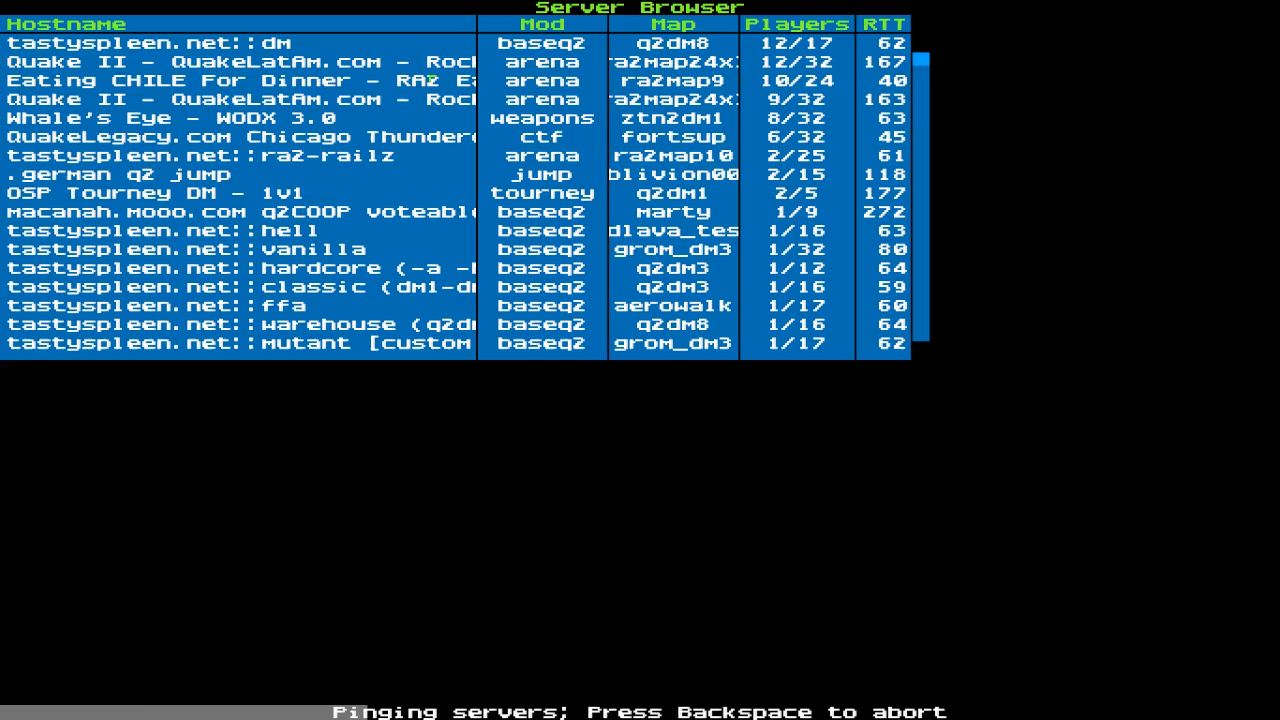 Server Browser
Hostname Mod Map Players RTT
tastyspleen.net::dm baseq2 q2dm8 12/17 62
Quake II - QuakeLatAm.com - Rock arena ra2map24x 12/32 167
Eating CHILE For Dinner - RA2 Ea arena ra2map9 10/24 40
Quake II - QuakeLatAm.com - Rock arena ra2map24x 9/32 163
Whale's Eye - WODX 3.0 weapons ztn2dm1 8/32 63
QuakeLegacy.com Chicago Thunder ctf fortsup 6/32 45
tastyspleen.net::ra2-railz arena ra2map10 2/25 61
.german q2 jump jump blivion00 2/15 118
OSP Tourney DM - 1v1 tourney q2dm1 2/5 177
macanah.mooo.com q2COOP voteable baseq2 marty 1/9 272
tastyspleen.net::hell baseq2 dlava_tes 1/16 63
tastyspleen.net::vanilla baseq2 grom_dm3 1/32 80
tastyspleen.net::hardcore (-a - baseq2 q2dm3 1/12 64
tastyspleen.net::classic (dm1-dm baseq2 q2dm3 1/16 59
tastyspleen.net::ffa baseq2 aerowalk 1/17 60
tastyspleen.net::warehouse (q2dm baseq2 q2dm8 1/16 64
tastyspleen.net::mutant [custom baseq2 grom_dm3 1/17 62
Pinging servers; Press Backspace to abort